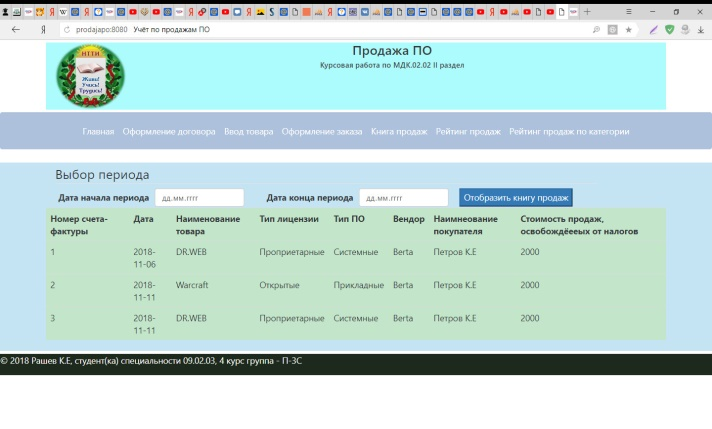 Я prodajapo:8080 Учёт по продажам ПО
НГТИ
Живи!
Учись!
Трудись!
Продажа ПО
Курсовая работа по МДК.02.02 II раздел
Главная Оформление договора Ввод товара Оформление заказа Книга продаж Рейтинг продаж Рейтинг продаж по категории
Выбор периода
Дата начала периода дд.мм.гггг Дата конца периода дд.мм.гггг Отобразить книгу продаж
Номер счета-фактуры Дата Наименование товара Тип лицензии Тип ПО Вендор Наимнеование покупателя Стоимость продаж, освобождёееых от налогов
1 2018-11-06 DR.WEB Проприетарные Системные Berta Петров К.Е 2000
2 2018-11-11 Warcraft Открытые Прикладные Berta Петров К.Е 2000
3 2018-11-11 DR.WEB Проприетарные Системные Berta Петров К.Е 2000
© 2018 Рашев К.Е, студент(ка) специальности 09.02.03, 4 курс группа - П-3С